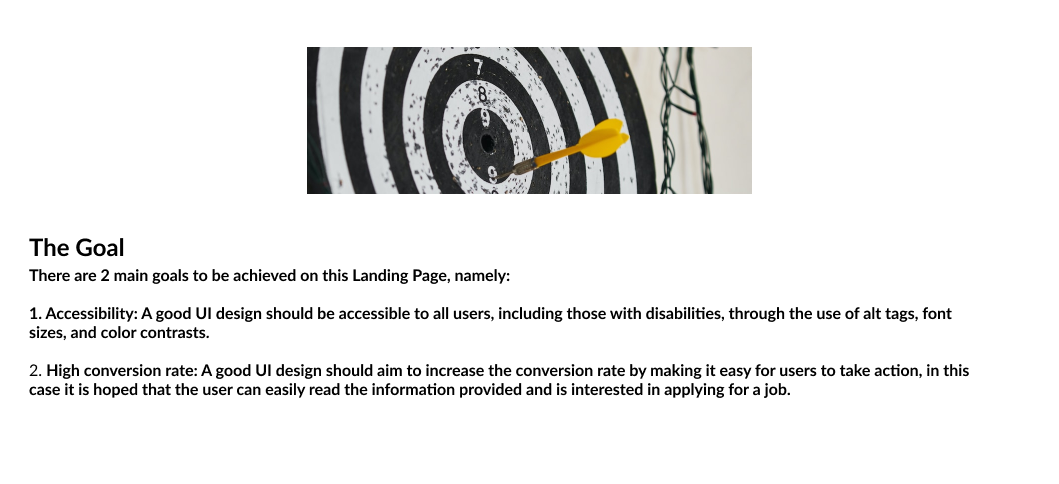 7
8
9
9
The Goal
There are 2 main goals to be achieved on this Landing Page, namely:
1. Accessibility: A good UI design should be accessible to all users, including those with disabilities, through the use of alt tags, font
sizes, and color contrasts.
2. High conversion rate: A good UI design should aim to increase the conversion rate by making it easy for users to take action, in this
case it is hoped that the user can easily read the information provided and is interested in applying for a job.